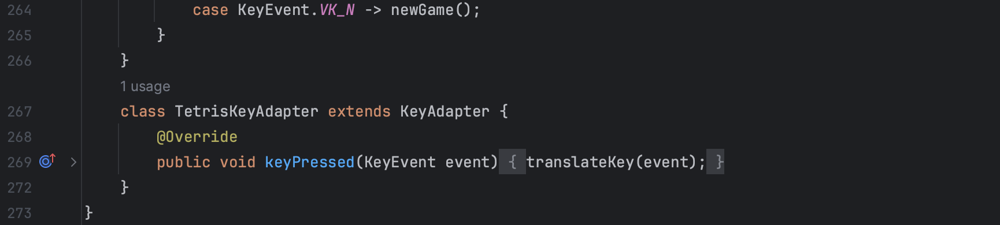 264 case KeyEvent.VK_N -> newGame();
265 }
266 }
1 usage
267 class TetrisKeyAdapter extends KeyAdapter {
268 @Override
269 public void keyPressed(KeyEvent event) { translateKey(event); }
272 }
273 }